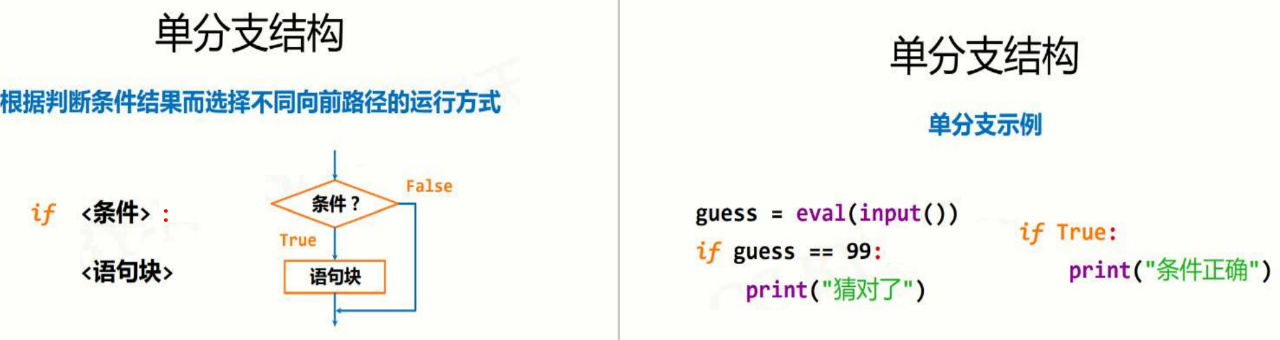 单分支结构
根据判断条件结果而选择不同向前路径的运行方式
if <条件> :
<语句块>
条件?
False
True
语句块
单分支结构
单分支示例
guess = eval(input())
if guess == 99:
print("猜对了")
if True:
print("条件正确")